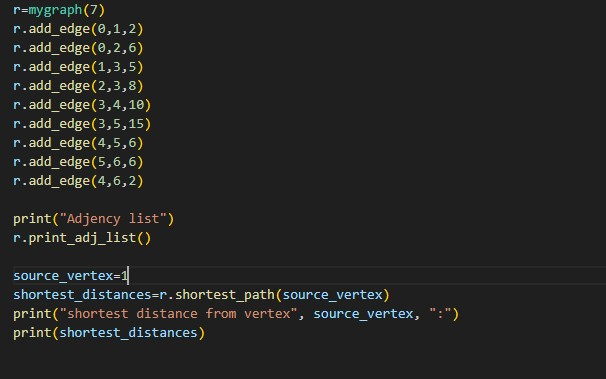 r=mygraph(7)
r.add_edge(0,1,2)
r.add_edge(0,2,6)
r.add_edge(1,3,5)
r.add_edge(2,3,8)
r.add_edge(3,4,10)
r.add_edge(3,5,15)
r.add_edge(4,5,6)
r.add_edge(5,6,6)
r.add_edge(4,6,2)
print("Adjency list")
r.print_adj_list()
source_vertex=1
shortest_distances=r.shortest_path(source_vertex)
print("shortest distance from vertex", source_vertex, ":")
print(shortest_distances)